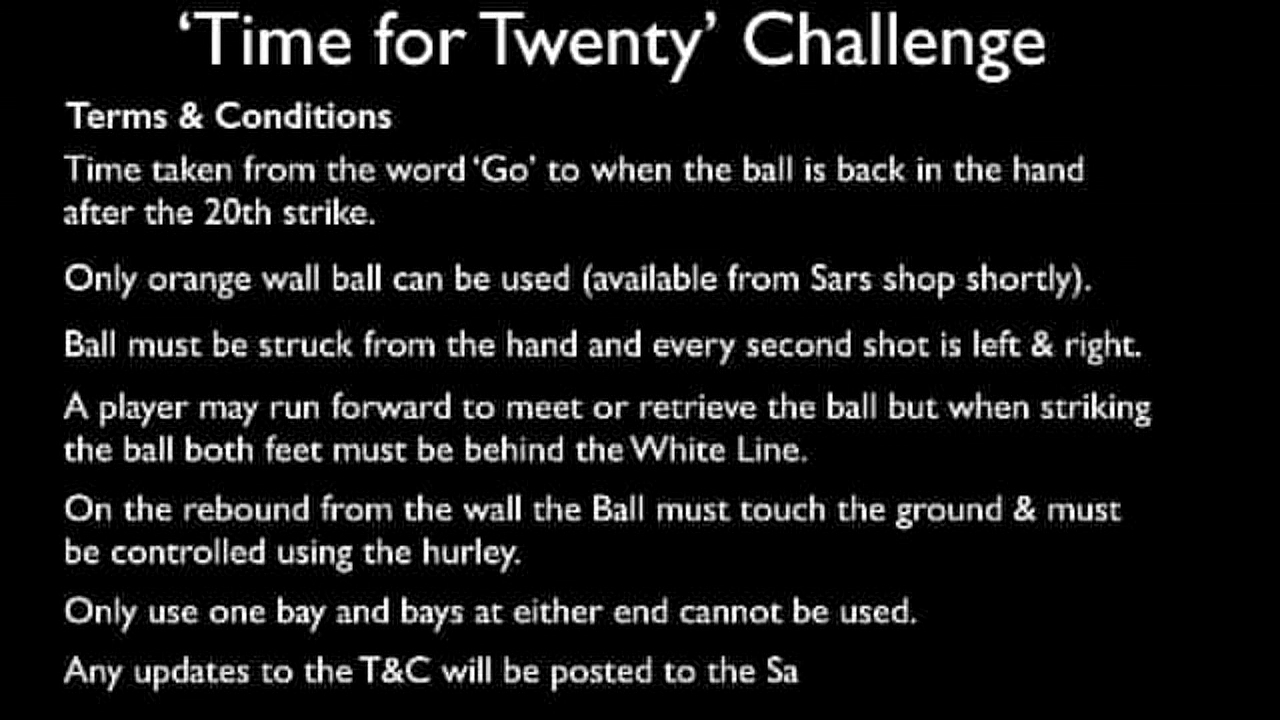 ‘Time for Twenty’ Challenge
Terms & Conditions
Time taken from the word ‘Go’ to when the ball is back in the hand
after the 20th strike.
Only orange wall ball can be used (available from Sars shop shortly).
Ball must be struck from the hand and every second shot is left & right.
A player may run forward to meet or retrieve the ball but when striking
the ball both feet must be behind the White Line.
On the rebound from the wall the Ball must touch the ground & must
be controlled using the hurley.
Only use one bay and bays at either end cannot be used.
Any updates to the T&C will be posted to the Sa